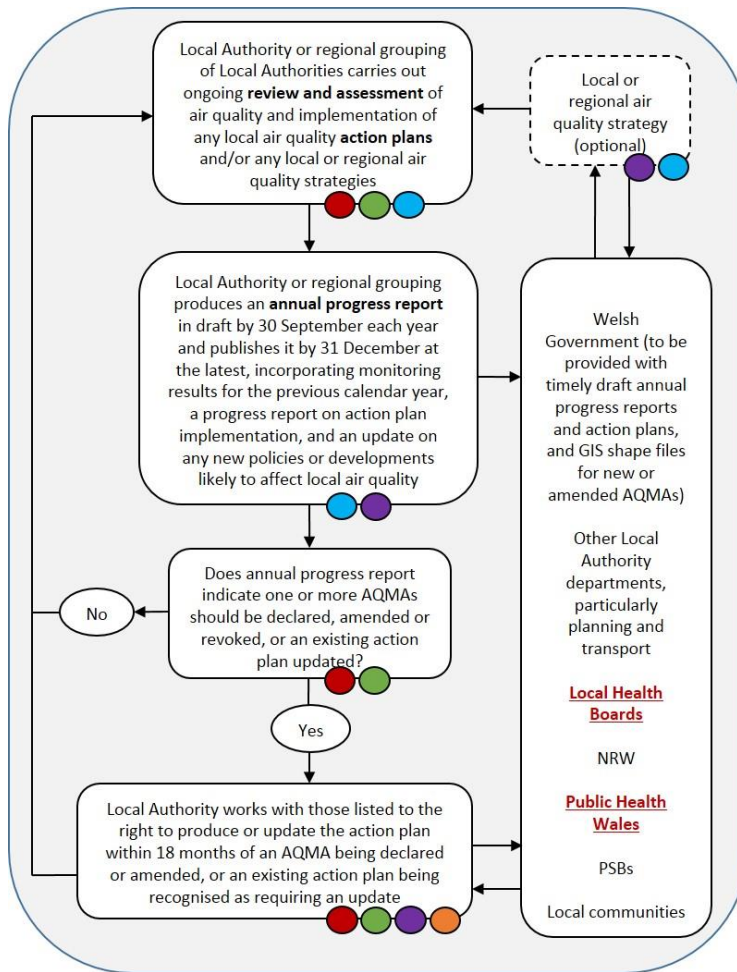 Local Authority or regional grouping
of Local Authorities carries out
ongoing review and assessment of
air quality and implementation of
any local air quality action plans
and/or any local or regional air
quality strategies
Local or
regional air
quality strategy
(optional)
Local Authority or regional grouping
produces an annual progress report
in draft by 30 September each year
and publishes it by 31 December at
the latest, incorporating monitoring
results for the previous calendar year,
a progress report on action plan
implementation, and an update on
any new policies or developments
likely to affect local air quality
Welsh
Government (to be
provided with
timely draft annual
progress reports
and action plans,
and GIS shape files
for new or
amended AQMAs)
Other Local
Authority
departments,
particularly
planning and
transport
Local Health
Boards
NRW
Public Health
Wales
PSBs
Local communities
Does annual progress report
indicate one or more AQMAs
should be declared, amended or
revoked, or an existing action
plan updated?
No
Yes
Local Authority works with those listed to the
right to produce or update the action plan
within 18 months of an AQMA being declared
or amended, or an existing action plan being
recognised as requiring an update